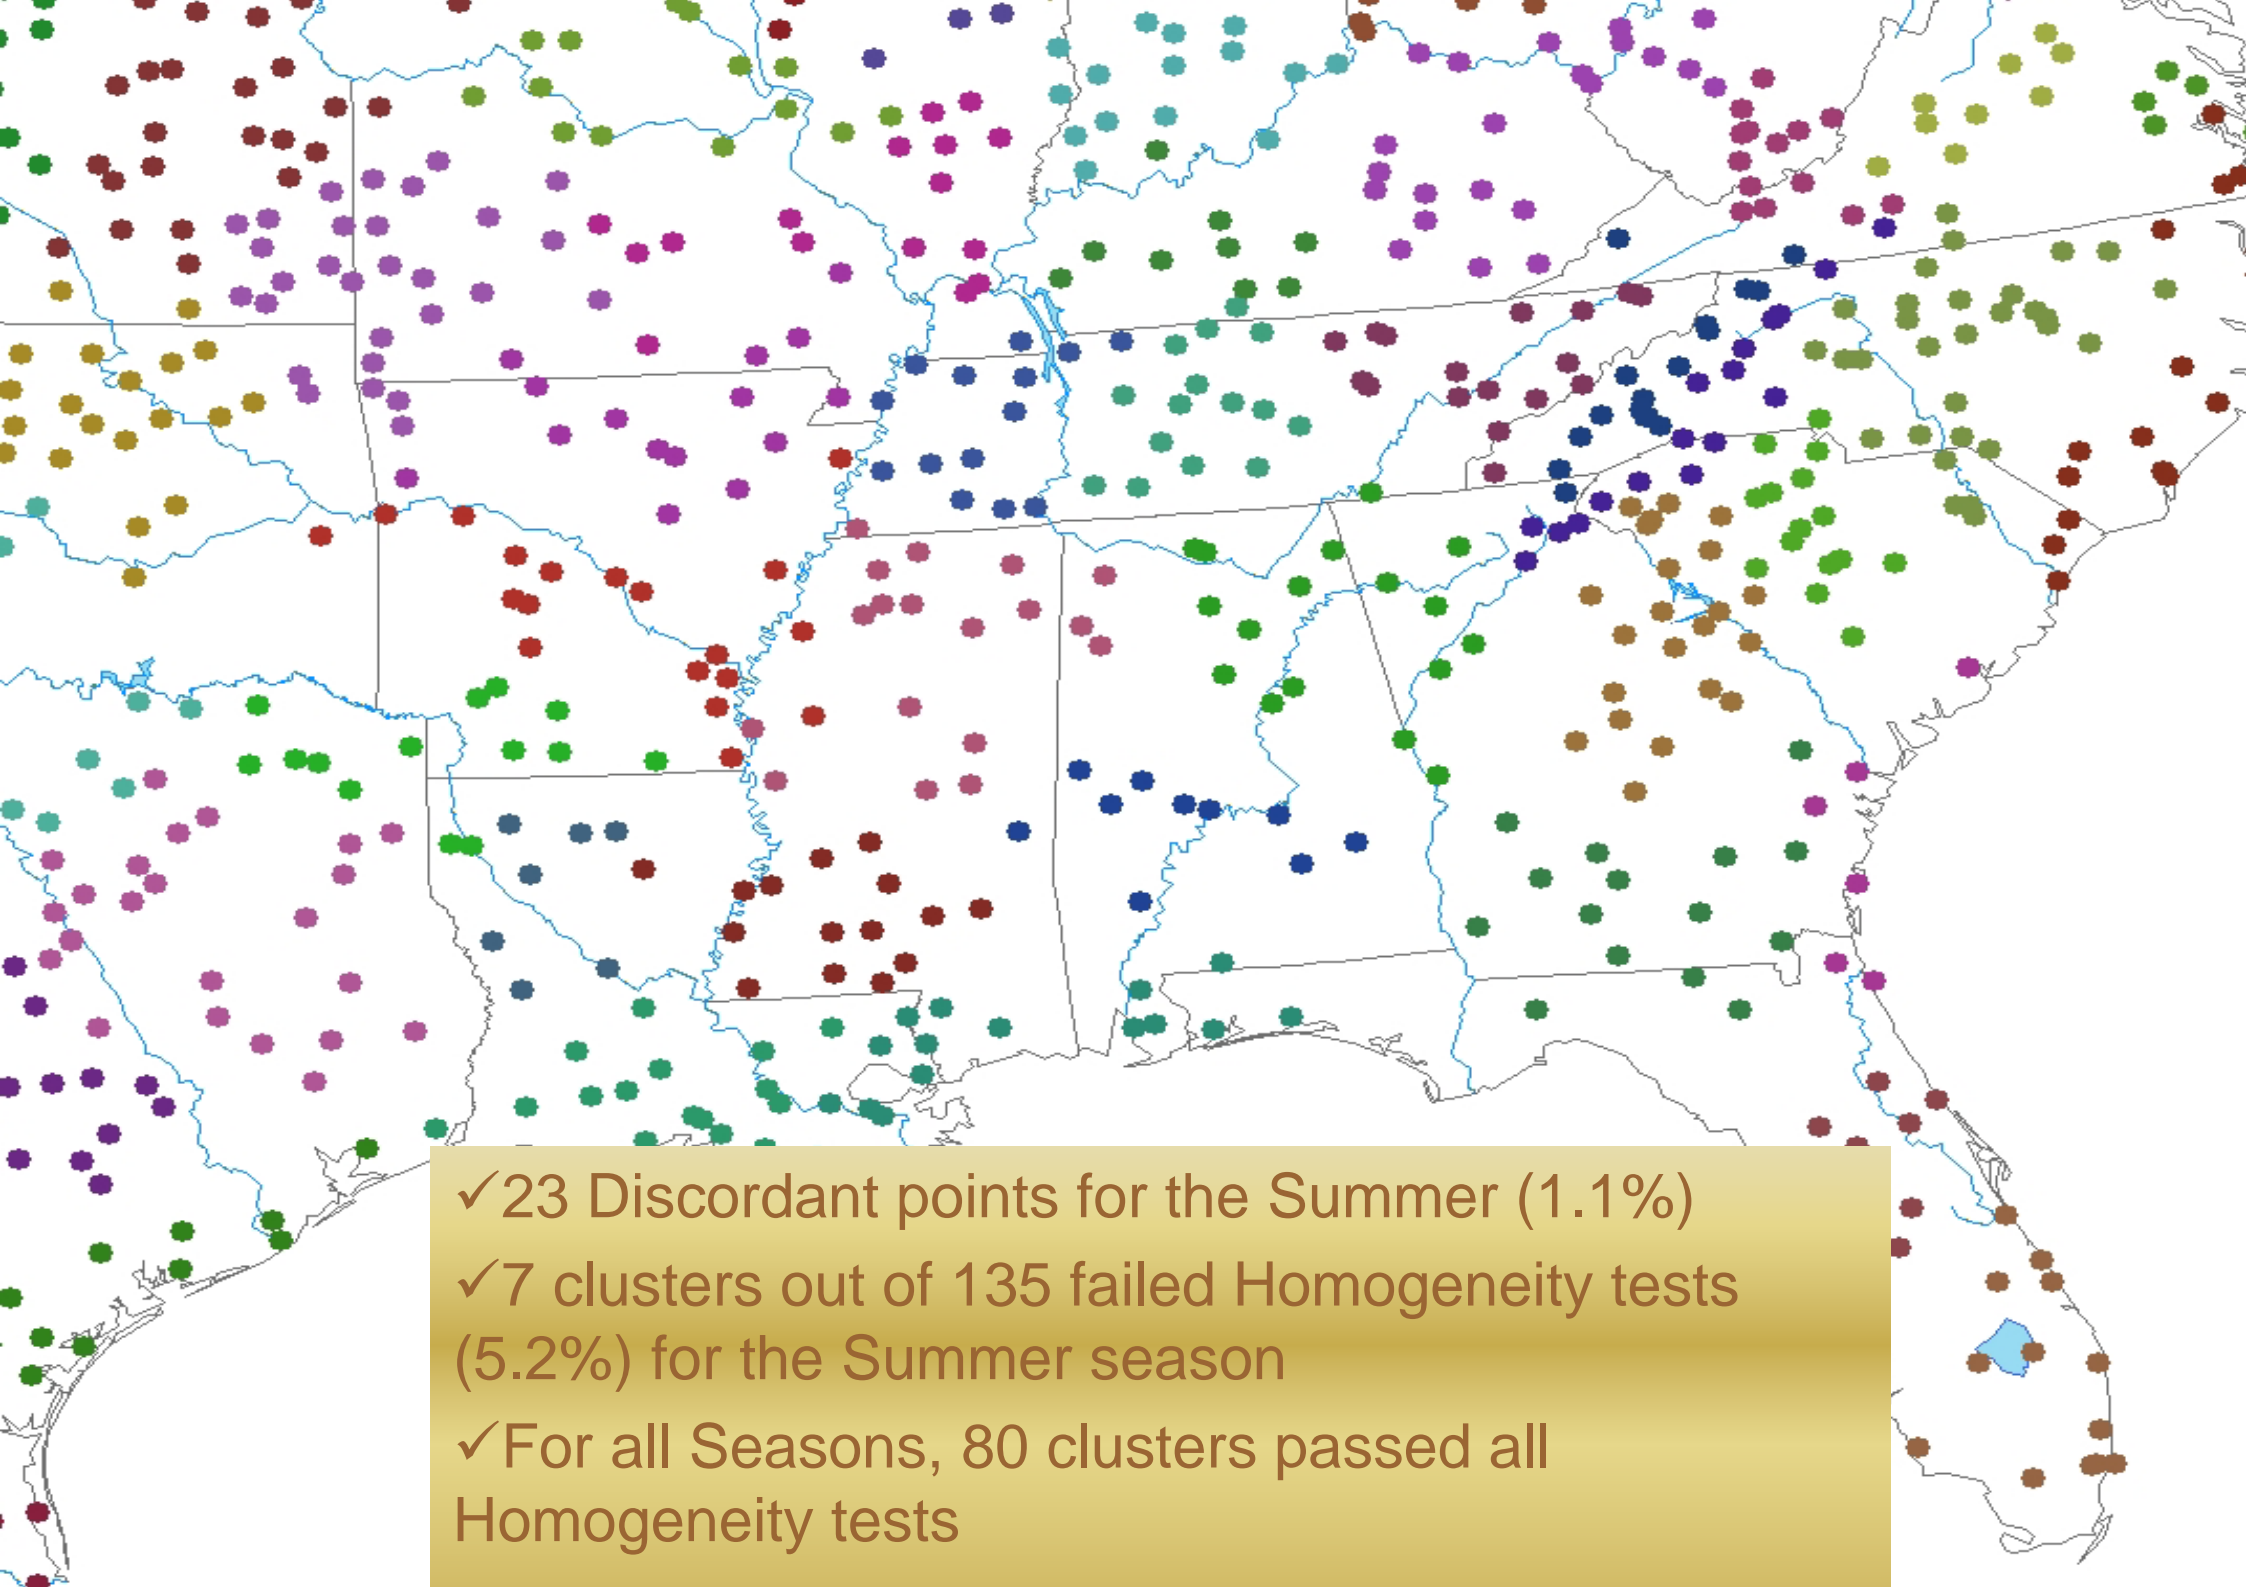 ✓23 Discordant points for the Summer (1.1%)
✓7 clusters out of 135 failed Homogeneity tests
(5.2%) for the Summer season
✓For all Seasons, 80 clusters passed all
Homogeneity tests